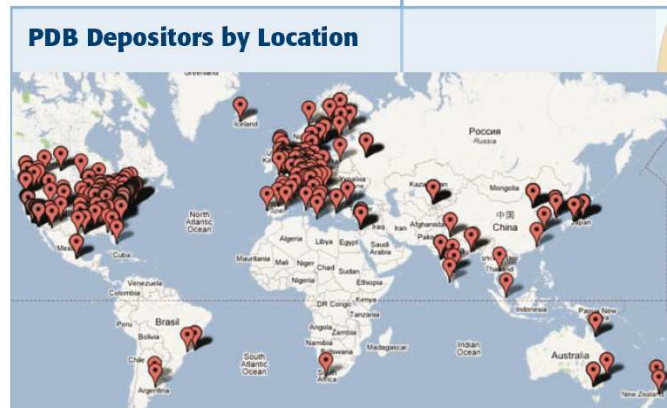 PDB Depositors by Location
Iceland
Россия
Russia
Mongolia
North
Atlantic
Ocean
中国
China
Japan
Iraq
Iran
Afghanistan
Algeria
Libya
Egypt
Saudi
Arabia
Cuba
Mauritania
Mali
Niger
Chad
Sudan
Thailand
Nigeria
Ethiopia
Venezuela
Colombia
DR Congo
Kenya
Indonesia
Papua New
Tanzania
Peru
Brasil
Angola
Zambia
Bolivia
Namibia
Botswana
Madagascar
Indian
Ocean
Australia
Chile
South
Atlantic
Ocean
South
Africa
Argentina
New Zealand